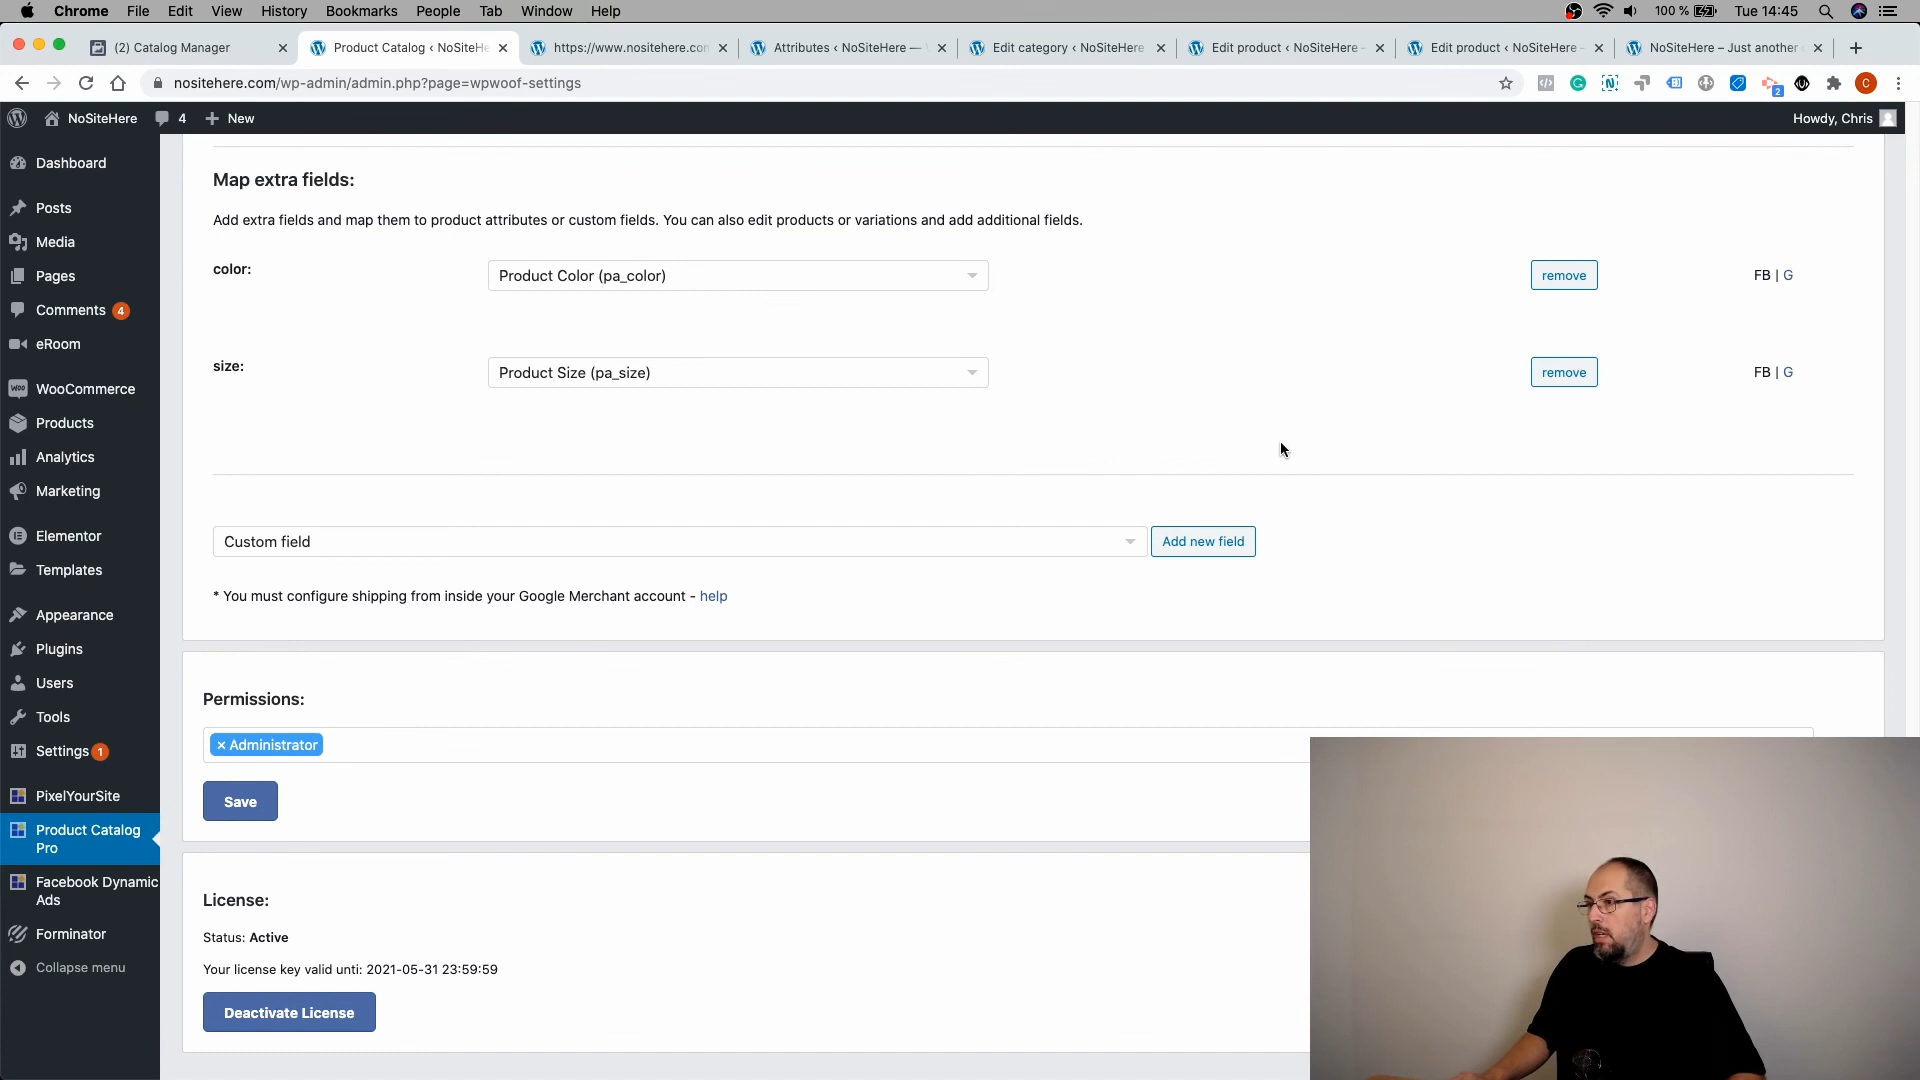 Chrome File Edit View History Bookmarks People Tab Window Help 100 % Tue 14:45
(2) Catalog Manager
Product Catalog ‹ NoSiteHe
https://www.nositehere.com
Attributes ‹ NoSiteHere —
Edit category ‹ NoSiteHere
Edit product ‹ NoSiteHere -
Edit product ‹ NoSiteHere -
NoSiteHere – Just another
nositehere.com/wp-admin/admin.php?page=wpwoof-settings
C
2
NoSiteHere 4 + New
Howdy, Chris
Dashboard
Posts
Media
Pages
Comments 4
eRoom
WooCommerce
Products
Analytics
Marketing
Elementor
Templates
Appearance
Plugins
Users
Tools
Settings 1
PixelYourSite
Product Catalog
Pro
Facebook Dynamic
Ads
Forminator
Collapse menu
Map extra fields:
Add extra fields and map them to product attributes or custom fields. You can also edit products or variations and add additional fields.
color: Product Color (pa_color) remove FB | G
size: Product Size (pa_size) remove FB | G
Custom field Add new field
* You must configure shipping from inside your Google Merchant account - help
Permissions:
× Administrator
Save
License:
Status: Active
Your license key valid unti: 2021-05-31 23:59:59
Deactivate License